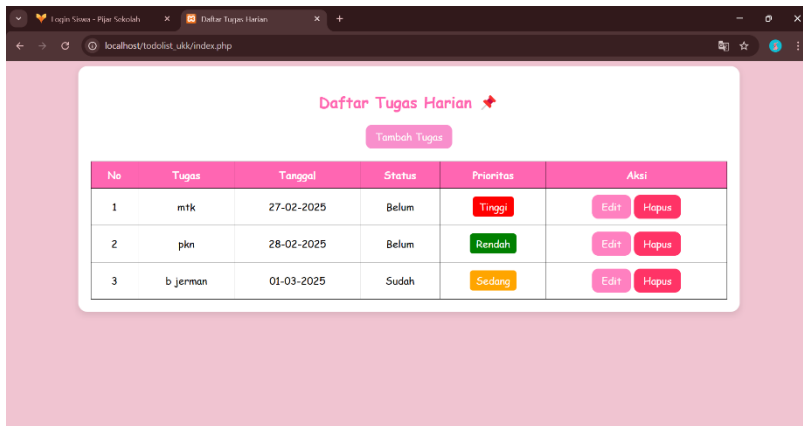 Login Siswa - Pijar Sekolah
Daftar Tugas Harian
localhost/todolist_ukk/index.php
Daftar Tugas Harian
Tambah Tugas
No Tugas Tanggal Status Prioritas Aksi
1 mtk 27-02-2025 Belum Tinggi Edit Hapus
2 pkn 28-02-2025 Belum Rendah Edit Hapus
3 b jerman 01-03-2025 Sudah Sedang Edit Hapus